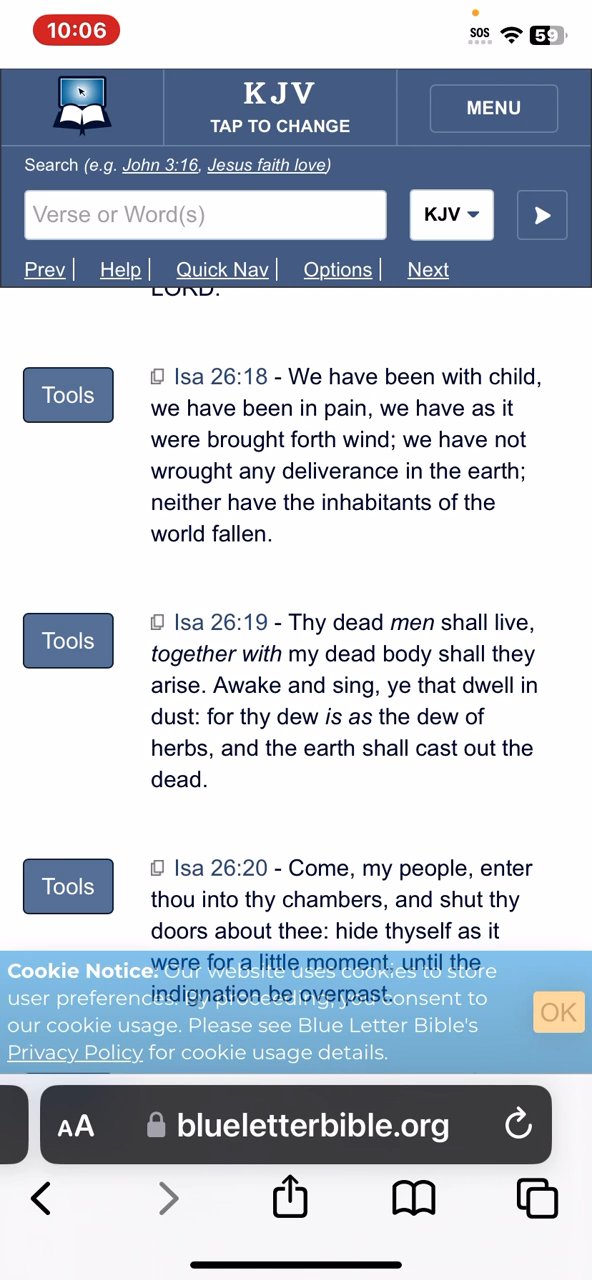 10:06
SOS
59
KJV
TAP TO CHANGE
MENU
Search (e.g. John 3:16, Jesus faith love)
Verse or Word(s)
KJV
Prev | Help | Quick Nav | Options | Next
LORD.
Tools
Isa 26:18 - We have been with child,
we have been in pain, we have as it
were brought forth wind; we have not
wrought any deliverance in the earth;
neither have the inhabitants of the
world fallen.
Tools
Isa 26:19 - Thy dead men shall live,
together with my dead body shall they
arise. Awake and sing, ye that dwell in
dust: for thy dew is as the dew of
herbs, and the earth shall cast out the
dead.
Tools
Isa 26:20 - Come, my people, enter
thou into thy chambers, and shut thy
doors about thee: hide thyself as it
were for a little moment, until the
indignation be overpast.
Cookie Notice. Our website uses cookies to store
user preferences. By proceeding, you consent to
our cookie usage. Please see Blue Letter Bible's
Privacy Policy for cookie usage details.
OK
AA
blueletterbible.org